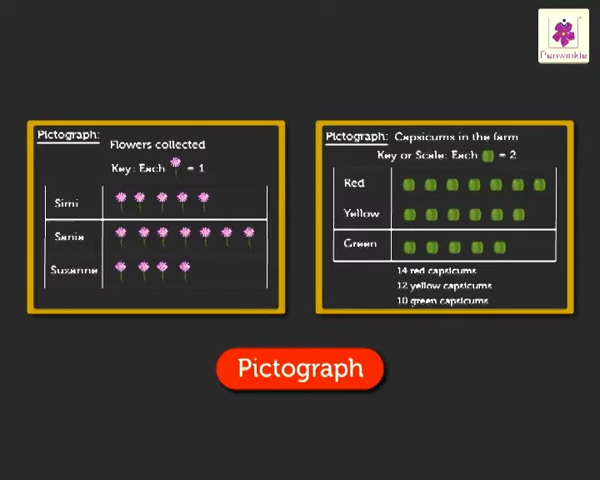 Periwinkle
Pictograph:
Flowers collected
Key: Each = 1
Simi
Sania
Suzanne
Pictograph: Capsicums in the farm
Key or Scale: Each = 2
Red
Yellow
Green
14 red capsicums
12 yellow capsicums
10 green capsicums
Pictograph